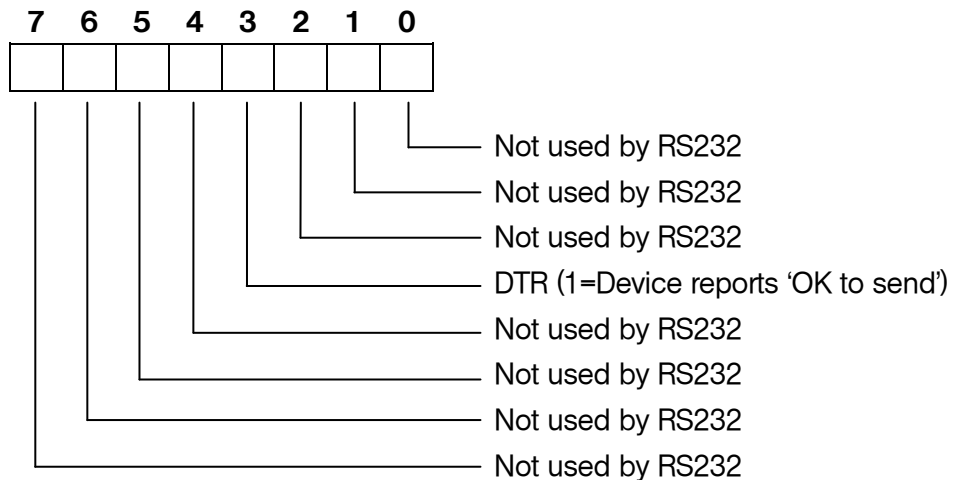 7 6 5 4 3 2 1 0
Not used by RS232
Not used by RS232
Not used by RS232
DTR (1=Device reports ‘OK to send’)
Not used by RS232
Not used by RS232
Not used by RS232
Not used by RS232